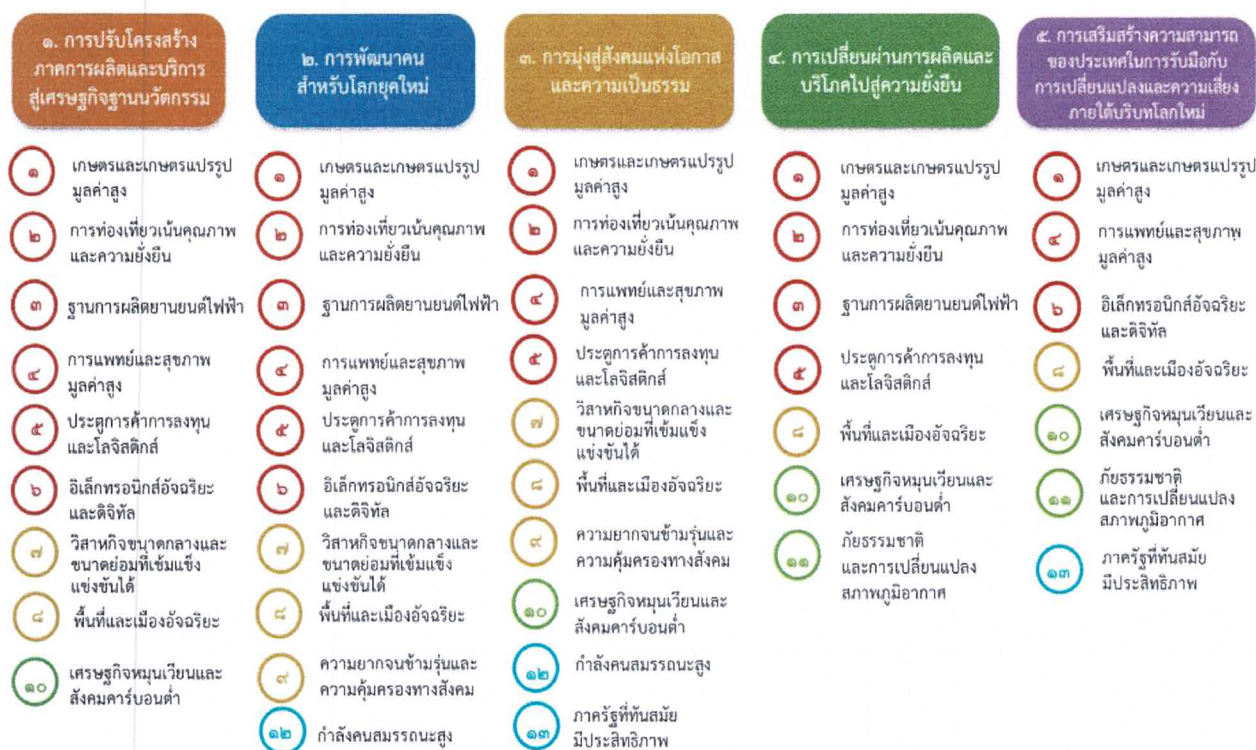 ๑. การปรับโครงสร้าง
ภาคการผลิตและบริการ
สู่เศรษฐกิจฐานนวัตกรรม
๑
เกษตรและเกษตรแปรรูป
มูลค่าสูง
๒
การท่องเที่ยวเน้นคุณภาพ
และความยั่งยืน
๓
ฐานการผลิตยานยนต์ไฟฟ้า
๔
การแพทย์และสุขภาพ
มูลค่าสูง
๕
ประตูการค้าการลงทุน
และโลจิสติกส์
๖
อิเล็กทรอนิกส์อัจฉริยะ
และดิจิทัล
๗
วิสาหกิจขนาดกลางและ
ขนาดย่อมที่เข้มแข็ง
แข่งขันได้
๘
พื้นที่และเมืองอัจฉริยะ
๑๐
เศรษฐกิจหมุนเวียนและ
สังคมคาร์บอนต่ำ
๒. การพัฒนาคน
สำหรับโลกยุคใหม่
๑
เกษตรและเกษตรแปรรูป
มูลค่าสูง
๒
การท่องเที่ยวเน้นคุณภาพ
และความยั่งยืน
๓
ฐานการผลิตยานยนต์ไฟฟ้า
๔
การแพทย์และสุขภาพ
มูลค่าสูง
๕
ประตูการค้าการลงทุน
และโลจิสติกส์
๖
อิเล็กทรอนิกส์อัจฉริยะ
และดิจิทัล
๗
วิสาหกิจขนาดกลางและ
ขนาดย่อมที่เข้มแข็ง
แข่งขันได้
๘
พื้นที่และเมืองอัจฉริยะ
๙
ความยากจนข้ามรุ่นและ
ความคุ้มครองทางสังคม
๑๒
กำลังคนสมรรถนะสูง
๓. การมุ่งสู่สังคมแห่งโอกาส
และความเป็นธรรม
๑
เกษตรและเกษตรแปรรูป
มูลค่าสูง
๒
การท่องเที่ยวเน้นคุณภาพ
และความยั่งยืน
๔
การแพทย์และสุขภาพ
มูลค่าสูง
๕
ประตูการค้าการลงทุน
และโลจิสติกส์
๗
วิสาหกิจขนาดกลางและ
ขนาดย่อมที่เข้มแข็ง
แข่งขันได้
๘
พื้นที่และเมืองอัจฉริยะ
๙
ความยากจนข้ามรุ่นและ
ความคุ้มครองทางสังคม
๑๐
เศรษฐกิจหมุนเวียนและ
สังคมคาร์บอนต่ำ
๑๒
กำลังคนสมรรถนะสูง
๑๓
ภาครัฐที่ทันสมัย
มีประสิทธิภาพ
๔. การเปลี่ยนผ่านการผลิตและ
บริโภคไปสู่ความยั่งยืน
๑
เกษตรและเกษตรแปรรูป
มูลค่าสูง
๒
การท่องเที่ยวเน้นคุณภาพ
และความยั่งยืน
๓
ฐานการผลิตยานยนต์ไฟฟ้า
๕
ประตูการค้าการลงทุน
และโลจิสติกส์
๘
พื้นที่และเมืองอัจฉริยะ
๑๐
เศรษฐกิจหมุนเวียนและ
สังคมคาร์บอนต่ำ
๑๑
ภัยธรรมชาติ
และการเปลี่ยนแปลง
สภาพภูมิอากาศ
๕. การเสริมสร้างความสามารถ
ของประเทศในการรับมือกับ
การเปลี่ยนแปลงและความเสี่ยง
ภายใต้บริบทโลกใหม่
๑
เกษตรและเกษตรแปรรูป
มูลค่าสูง
๔
การแพทย์และสุขภาพ
มูลค่าสูง
๖
อิเล็กทรอนิกส์อัจฉริยะ
และดิจิทัล
๘
พื้นที่และเมืองอัจฉริยะ
๑๐
เศรษฐกิจหมุนเวียนและ
สังคมคาร์บอนต่ำ
๑๑
ภัยธรรมชาติ
และการเปลี่ยนแปลง
สภาพภูมิอากาศ
๑๓
ภาครัฐที่ทันสมัย
มีประสิทธิภาพ